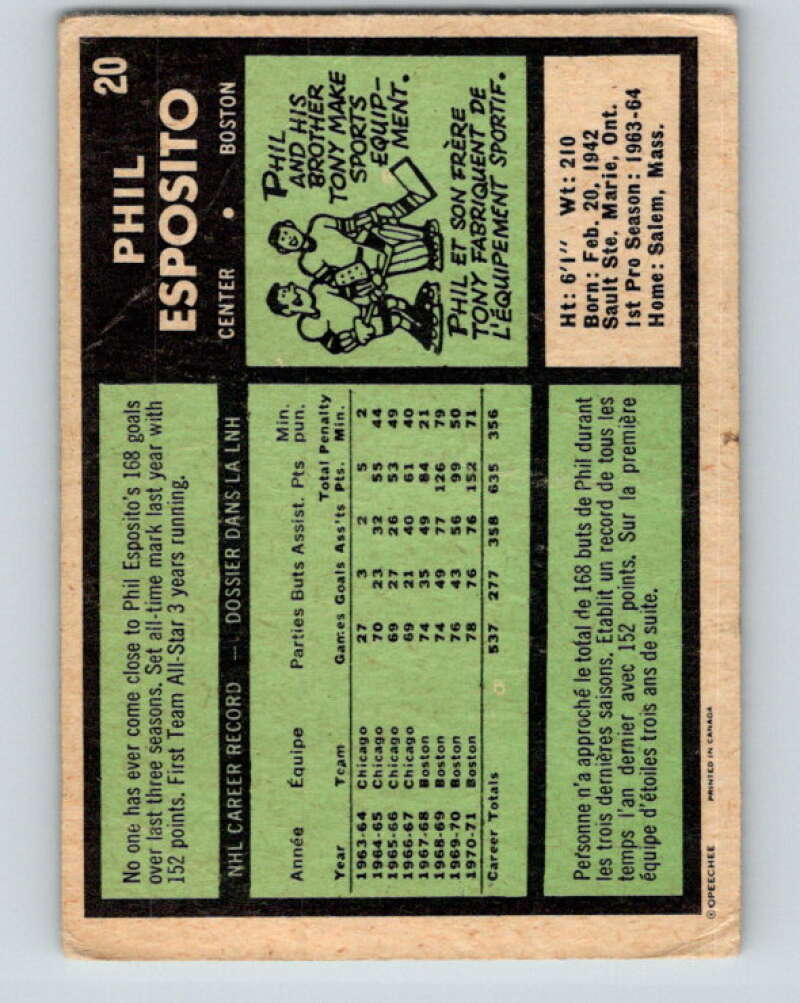 20
PHIL
ESPOSITO
CENTER • BOSTON
No one has ever come close to Phil Esposito's 168 goals
over last three seasons. Set all-time mark last year with
152 points. First Team All-Star 3 years running.
PHIL
AND HIS
BROTHER
TONY MAKE
SPORTS
EQUIP-
MENT.
PHIL ET SON FRÈRE
TONY FABRIQUENT DE
L'ÉQUIPEMENT SPORTIF.
Ht: 6'1" Wt: 210
Born: Feb. 20, 1942
Sault Ste. Marie, Ont.
1st Pro Season: 1963-64
Home: Salem, Mass.
NHL CAREER RECORD — DOSSIER DANS LA LNH
Année Équipe Parties Buts Assist. Pts Min. pun.
Year Team Games Goals Ass'ts Total Pts. Penalty Min.
1963-64 Chicago 27 3 2 5 2
1964-65 Chicago 70 23 32 55 44
1965-66 Chicago 69 27 26 53 49
1966-67 Chicago 69 21 40 61 40
1967-68 Boston 74 35 49 84 21
1968-69 Boston 74 49 77 126 79
1969-70 Boston 76 43 56 99 50
1970-71 Boston 78 76 76 152 71
Career Totals 537 277 358 635 356
Personne n'a approché le total de 168 buts de Phil durant
les trois dernières saisons. Etablit un record de tous les
temps l'an dernier avec 152 points. Sur la première
équipe d'étoiles trois ans de suite.
© OPEECHEE PRINTED IN CANADA